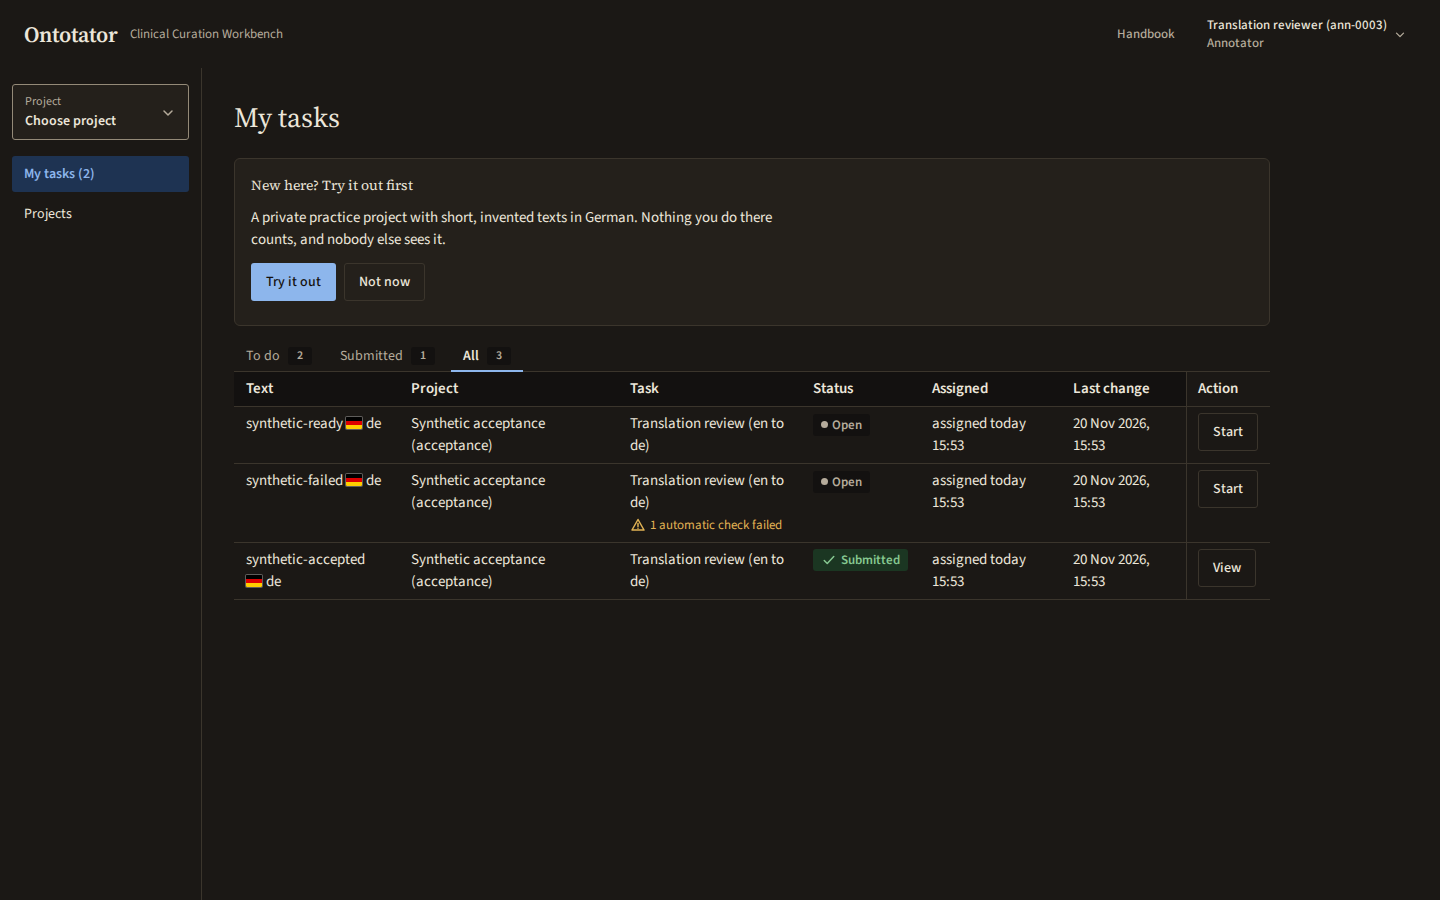 Ontotator Clinical Curation Workbench Handbook Translation reviewer (ann-0003)
Annotator
Project
Choose project
My tasks (2)
Projects
My tasks
New here? Try it out first
A private practice project with short, invented texts in German. Nothing you do there
counts, and nobody else sees it.
Try it out Not now
To do 2 Submitted 1 All 3
Text Project Task Status Assigned Last change Action
synthetic-ready de Synthetic acceptance Translation review (en to Open assigned today 20 Nov 2026, Start
(acceptance) de) 15:53 15:53
synthetic-failed de Synthetic acceptance Translation review (en to Open assigned today 20 Nov 2026, Start
(acceptance) de) 15:53 15:53
1 automatic check failed
synthetic-accepted Synthetic acceptance Translation review (en to Submitted assigned today 20 Nov 2026, View
de (acceptance) de) 15:53 15:53